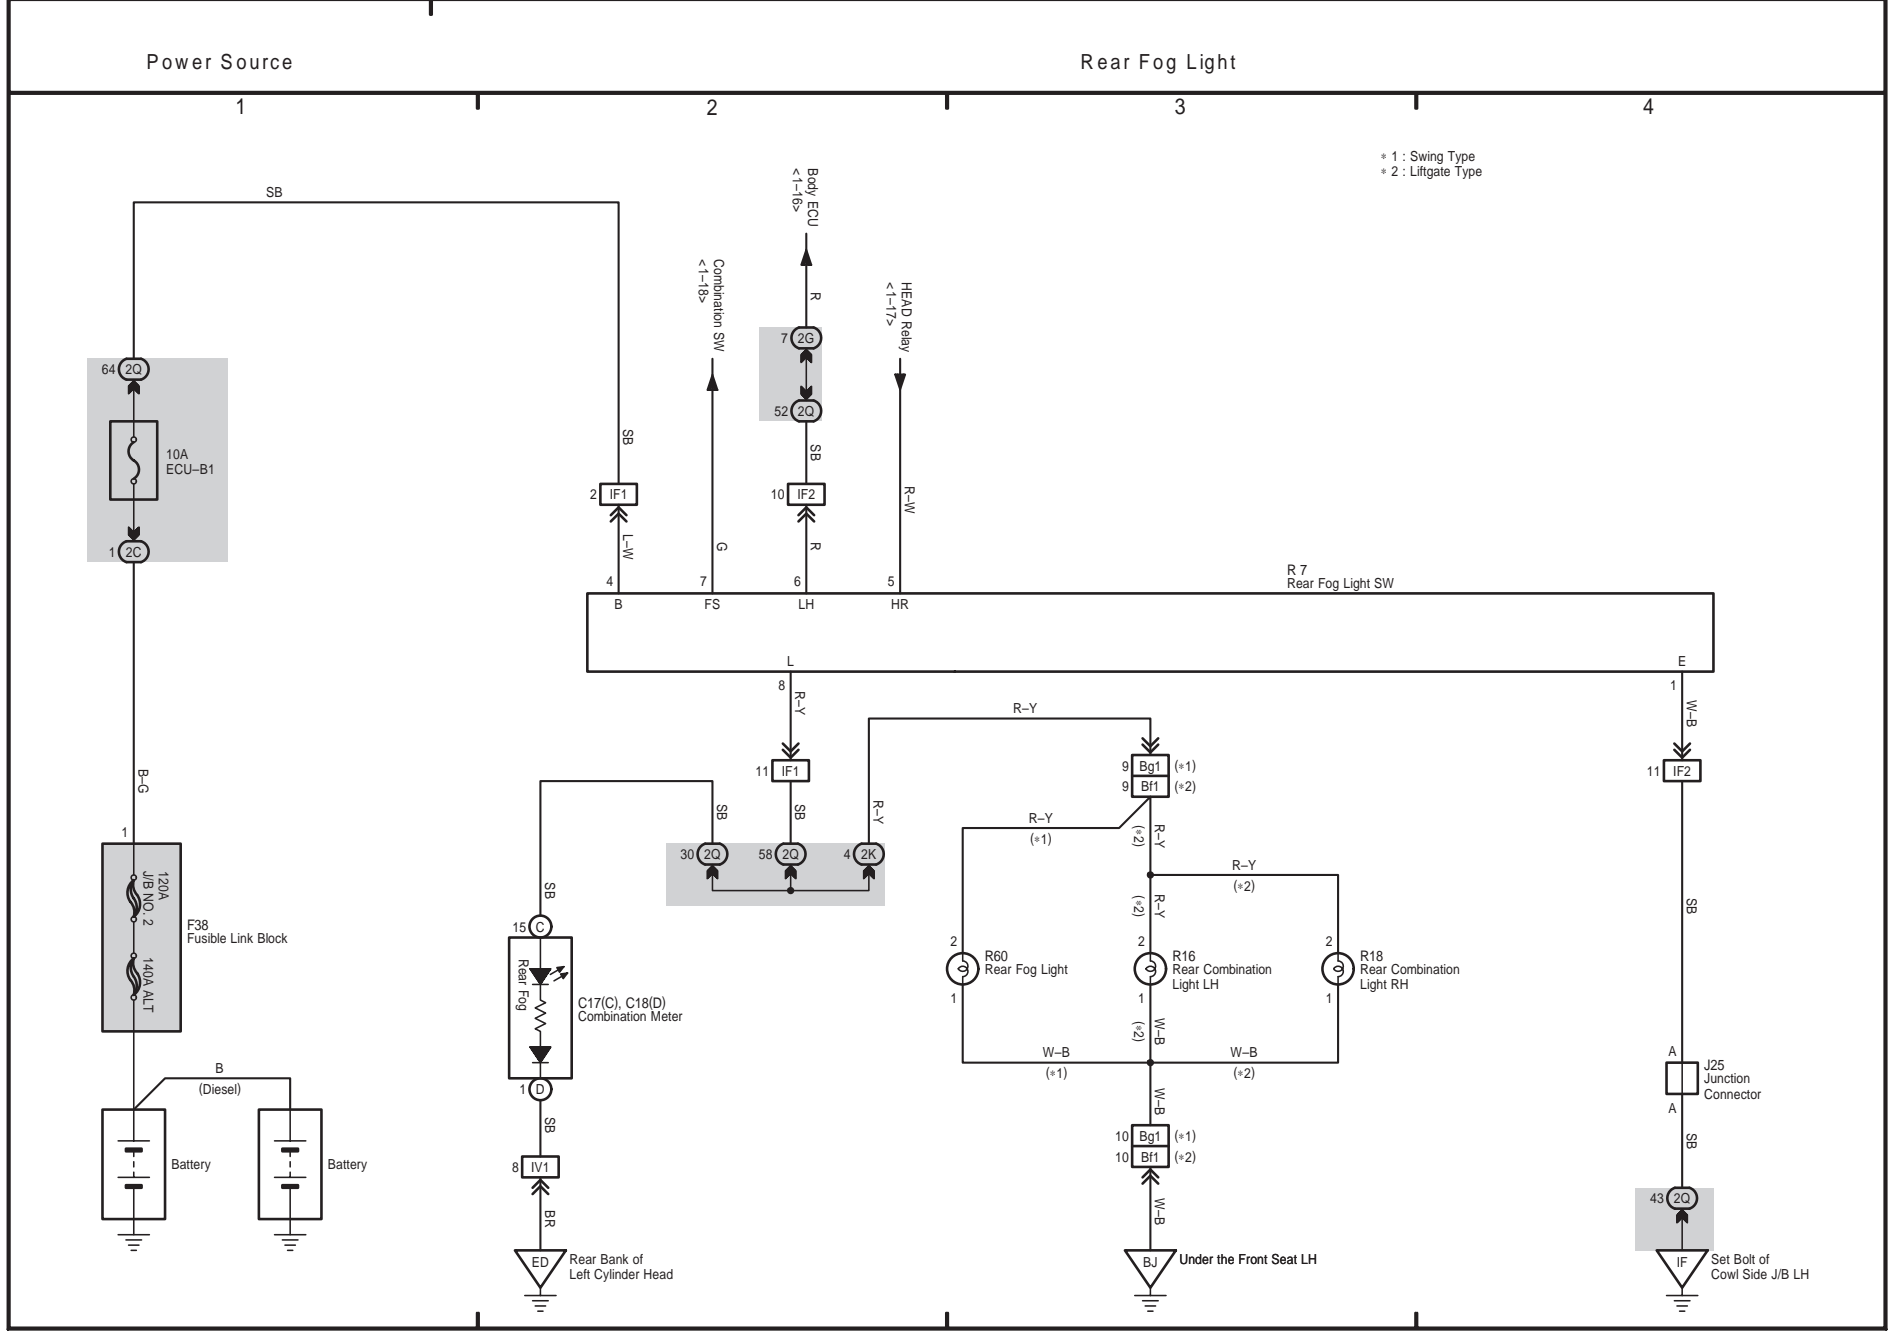 Power Source
Rear Fog Light
1
2
3
4
∗ 1 : Swing Type
∗ 2 : Liftgate Type
SB
Body ECU
<1–16>
Combination SW
<1–18>
HEAD Relay
<1–17>
R
7 2G
64 2Q
52 2Q
10A
ECU–B1
SB
SB
R–W
2 IF1
10 IF2
1 2C
L–W
G
R
R 7
Rear Fog Light SW
4
7
6
5
B
FS
LH
HR
L
E
8
1
R–Y
R–Y
W–B
B–G
11 IF1
9 Bg1 (∗1)
9 Bf1 (∗2)
11 IF2
SB
SB
R–Y
R–Y
(∗1)
R–Y
(∗2)
1
30 2Q
58 2Q
4 2K
R–Y
(∗2)
120A
J/B NO. 2
140A ALT
F38
Fusible Link Block
SB
R–Y
(∗2)
SB
15 C
Rear Fog
C17(C), C18(D)
Combination Meter
2
R60
Rear Fog Light
1
2
R16
Rear Combination
Light LH
1
2
R18
Rear Combination
Light RH
1
W–B
(∗2)
W–B
(∗1)
W–B
(∗2)
A
J25
Junction
Connector
A
B
(Diesel)
1 D
W–B
SB
SB
10 Bg1 (∗1)
10 Bf1 (∗2)
Battery
Battery
8 IV1
BR
W–B
43 2Q
ED
Rear Bank of
Left Cylinder Head
BJ
Under the Front Seat LH
IF
Set Bolt of
Cowl Side J/B LH